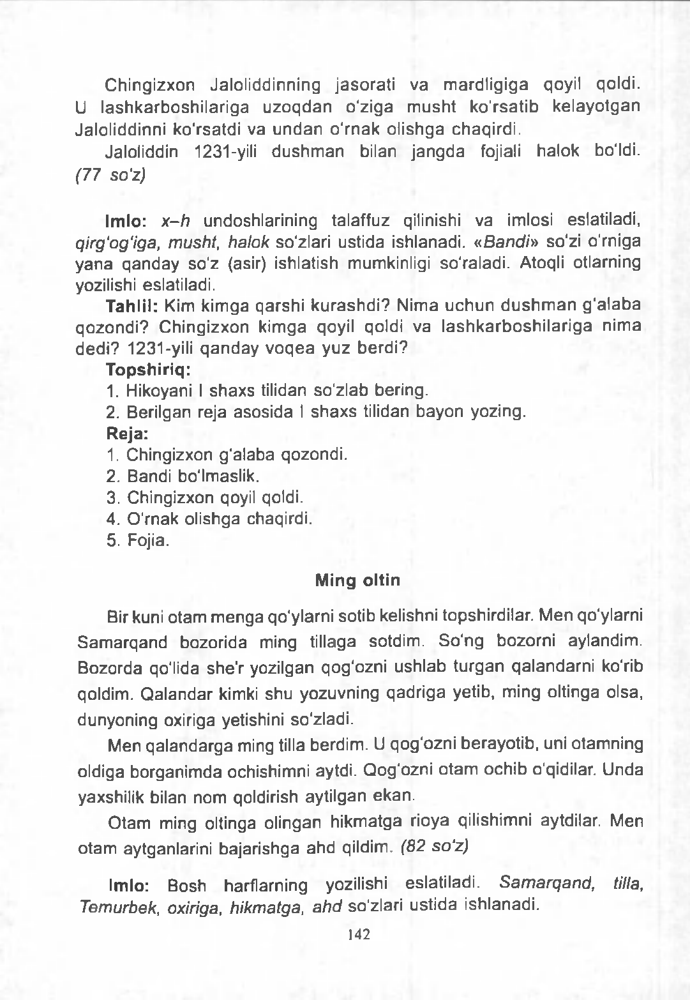 Chingizxon Jaloliddinning jasorati va mardligiga qoyil qoldi.
U lashkarboshilariga uzoqdan o'ziga musht ko'rsatib kelayotgan
Jaloliddinni ko'rsatdi va undan o'rnak olishga chaqirdi.
Jaloliddin 1231-yili dushman bilan jangda fojiali halok bo'ldi.
(77 so'z)
Imlo: x–h undoshlarining talaffuz qilinishi va imlosi eslatiladi,
qirg'og'iga, musht, halok so'zlari ustida ishlanadi. «Bandi» so'zi o'rniga
yana qanday so'z (asir) ishlatish mumkinligi so'raladi. Atoqli otlarning
yozilishi eslatiladi.
Tahlil: Kim kimga qarshi kurashdi? Nima uchun dushman g'alaba
qozondi? Chingizxon kimga qoyil qoldi va lashkarboshilariga nima
dedi? 1231-yili qanday voqea yuz berdi?
Topshiriq:
1. Hikoyani I shaxs tilidan so'zlab bering.
2. Berilgan reja asosida I shaxs tilidan bayon yozing.
Reja:
1. Chingizxon g'alaba qozondi.
2. Bandi bo'lmaslik.
3. Chingizxon qoyil qoldi.
4. O'rnak olishga chaqirdi.
5. Fojia.
Ming oltin
Bir kuni otam menga qo'ylarni sotib kelishni topshirdilar. Men qo'ylarni
Samarqand bozorida ming tillaga sotdim. So'ng bozorni aylandim.
Bozorda qo'lida she'r yozilgan qog'ozni ushlab turgan qalandarni ko'rib
qoldim. Qalandar kimki shu yozuvning qadriga yetib, ming oltinga olsa,
dunyoning oxiriga yetishini so'zladi.
Men qalandarga ming tilla berdim. U qog'ozni berayotib, uni otamning
oldiga borganimda ochishimni aytdi. Qog'ozni otam ochib o'qidilar. Unda
yaxshilik bilan nom qoldirish aytilgan ekan.
Otam ming oltinga olingan hikmatga rioya qilishimni aytdilar. Men
otam aytganlarini bajarishga ahd qildim. (82 so'z)
Imlo: Bosh harflarning yozilishi eslatiladi. Samarqand, tilla,
Temurbek, oxiriga, hikmatga, ahd so'zlari ustida ishlanadi.
142